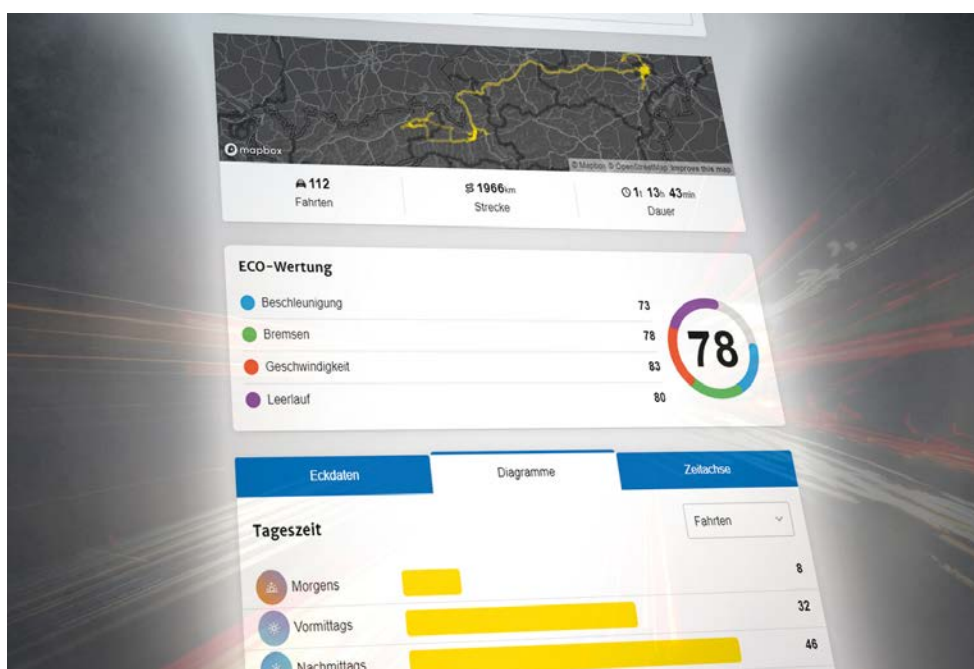 mapbox
© Mapbox © OpenStreetMap Improve this map
112
Fahrten
1966km
Strecke
1t 13h 43min
Dauer
ECO-Wertung
Beschleunigung 73
Bremsen 78
Geschwindigkeit 83
Leerlauf 80
78
Eckdaten Diagramme Zeitachse
Tageszeit Fahrten
Morgens 8
Vormittags 32
Nachmittags 46